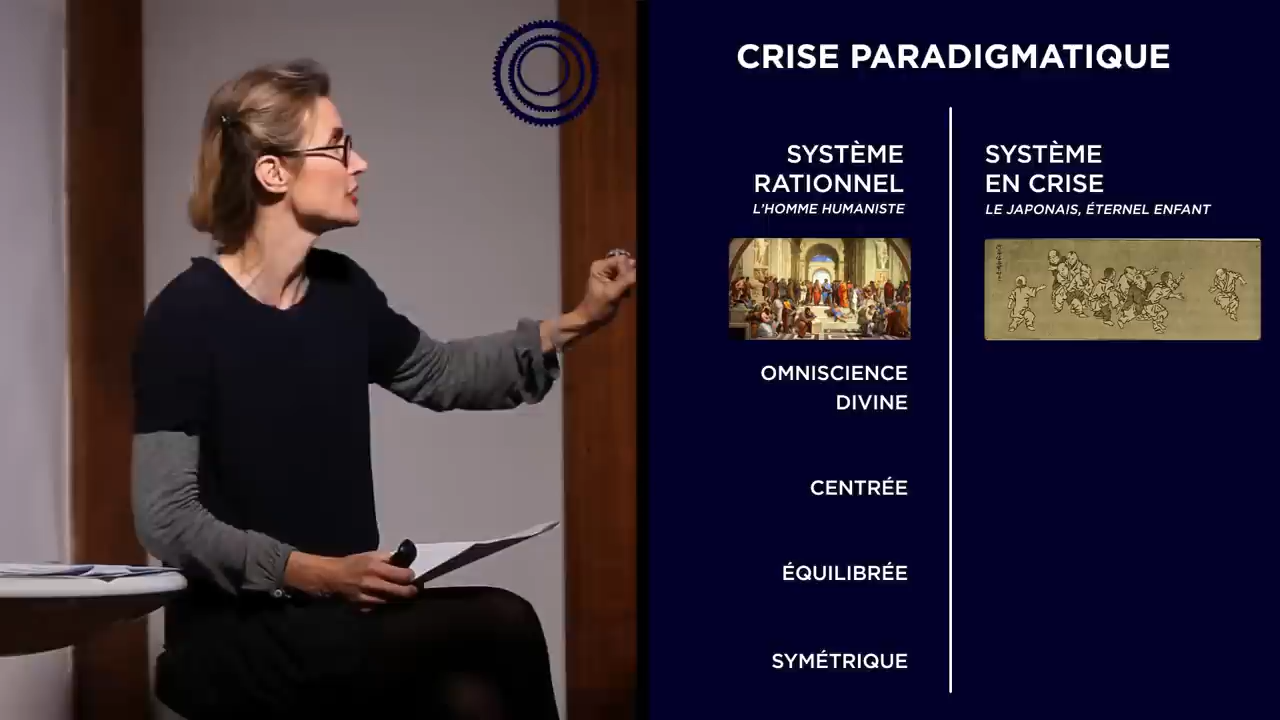 CRISE PARADIGMATIQUE
SYSTÈME
RATIONNEL
L'HOMME HUMANISTE
OMNISCIENCE
DIVINE
CENTRÉE
ÉQUILIBRÉE
SYMÉTRIQUE
SYSTÈME
EN CRISE
LE JAPONAIS, ÉTERNEL ENFANT